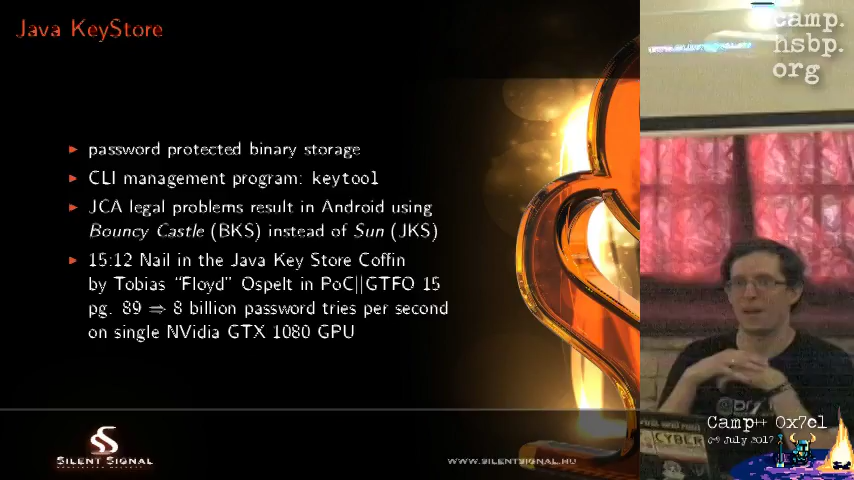 Java KeyStore
▶ password protected binary storage
▶ CLI management program: keytool
▶ JCA legal problems result in Android using
Bouncy Castle (BKS) instead of Sun (JKS)
▶ 15:12 Nail in the Java Key Store Coffin
by Tobias "Floyd" Ospelt in PoC||GTFO 15
pg. 89 ⇒ 8 billion password tries per second
on single NVidia GTX 1080 GPU
SILENT SIGNAL
WWW.SILENTSIGNAL.HU
camp.
hsbp.
org
CYBER
Camp++ 0x7e1
July 2017